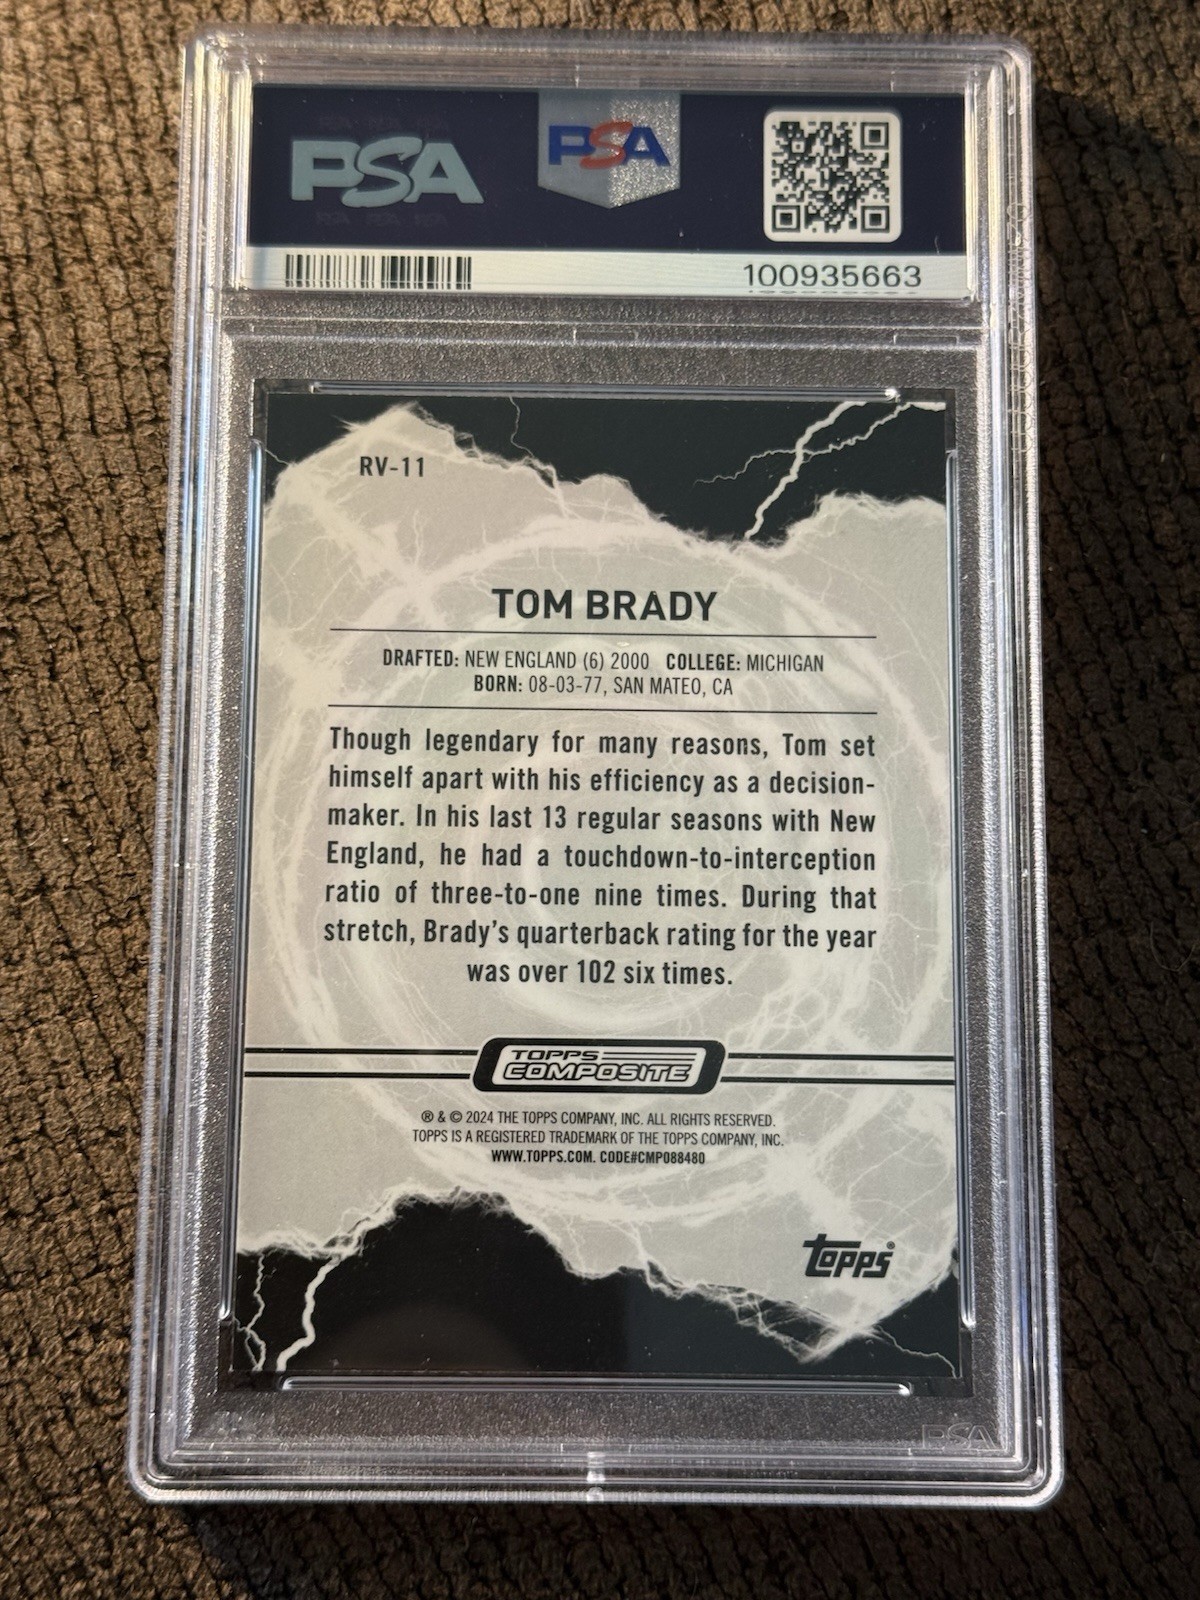 PSA
PSA
100935663
RV-11
TOM BRADY
DRAFTED: NEW ENGLAND (6) 2000 COLLEGE: MICHIGAN
BORN: 08-03-77, SAN MATEO, CA
Though legendary for many reasons, Tom set
himself apart with his efficiency as a decision-
maker. In his last 13 regular seasons with New
England, he had a touchdown-to-interception
ratio of three-to-one nine times. During that
stretch, Brady's quarterback rating for the year
was over 102 six times.
TOPPS
COMPOSITE
® & © 2024 THE TOPPS COMPANY, INC. ALL RIGHTS RESERVED.
TOPPS IS A REGISTERED TRADEMARK OF THE TOPPS COMPANY, INC.
WWW.TOPPS.COM. CODE#CMP088480
topps®
PSA